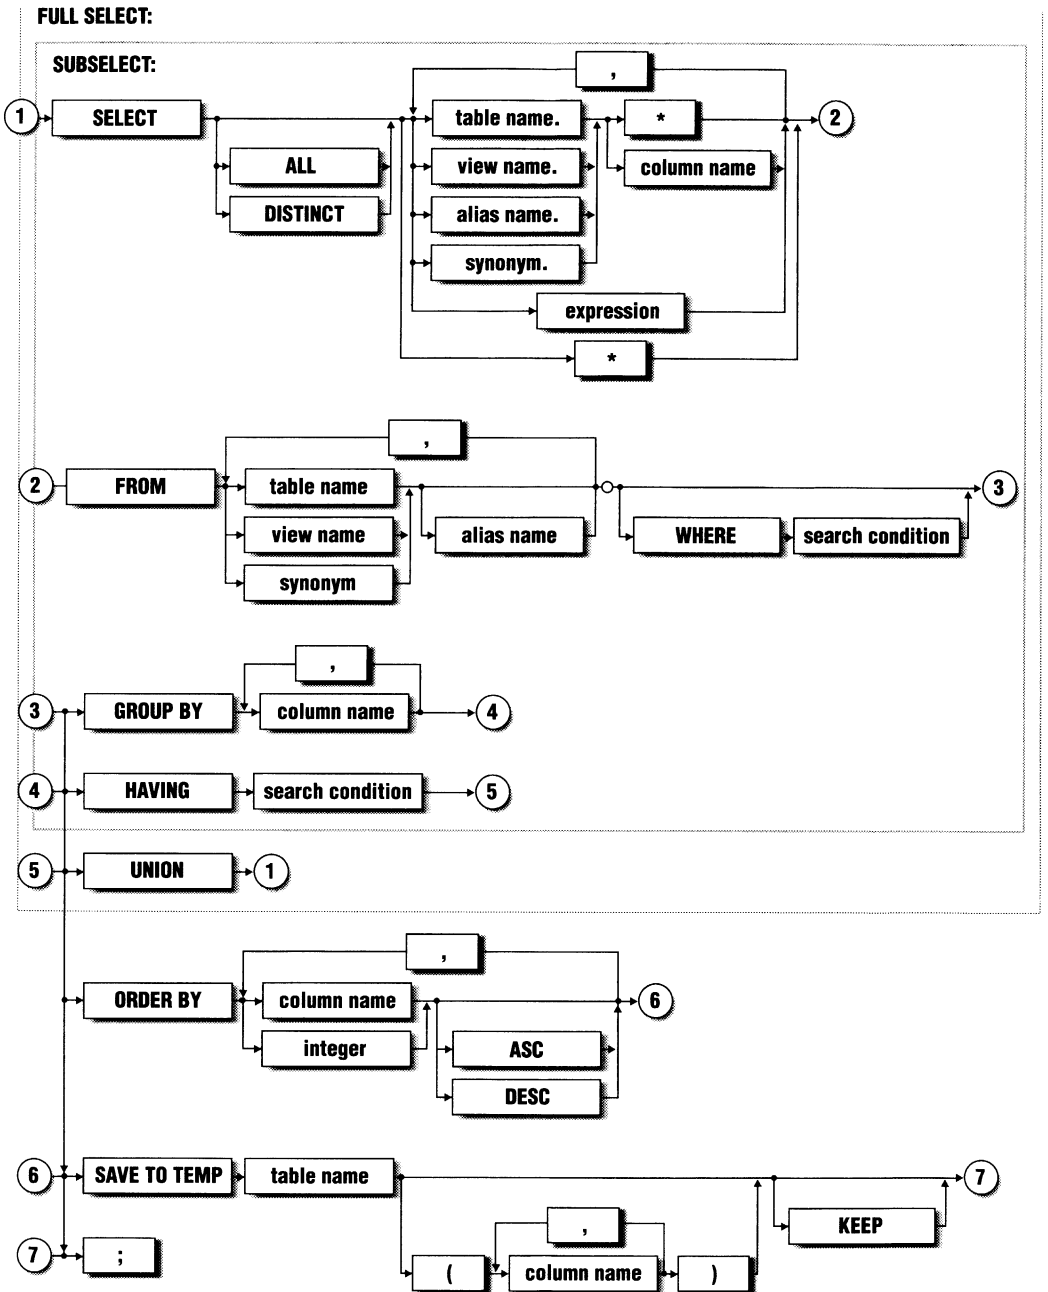 FULL SELECT:
SUBSELECT:
,
1 SELECT table name. * 2
ALL view name. column name
DISTINCT alias name.
synonym.
expression
*
,
2 FROM table name 3
view name alias name WHERE search condition
synonym
,
3 GROUP BY column name 4
4 HAVING search condition 5
5 UNION 1
,
ORDER BY column name 6
integer ASC
DESC
6 SAVE TO TEMP table name 7
, KEEP
7 ; ( column name )